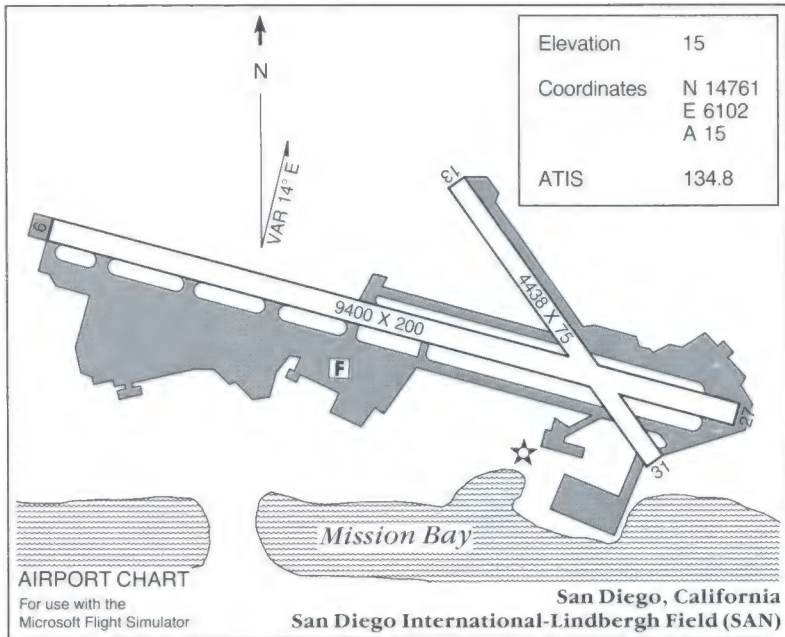 Elevation 15
Coordinates N 14761
E 6102
A 15
ATIS 134.8
N
VAR 14° E
13
9
4438 X 75
9400 X 200
F
27
31
Mission Bay
AIRPORT CHART
For use with the
Microsoft Flight Simulator
San Diego, California
San Diego International-Lindbergh Field (SAN)